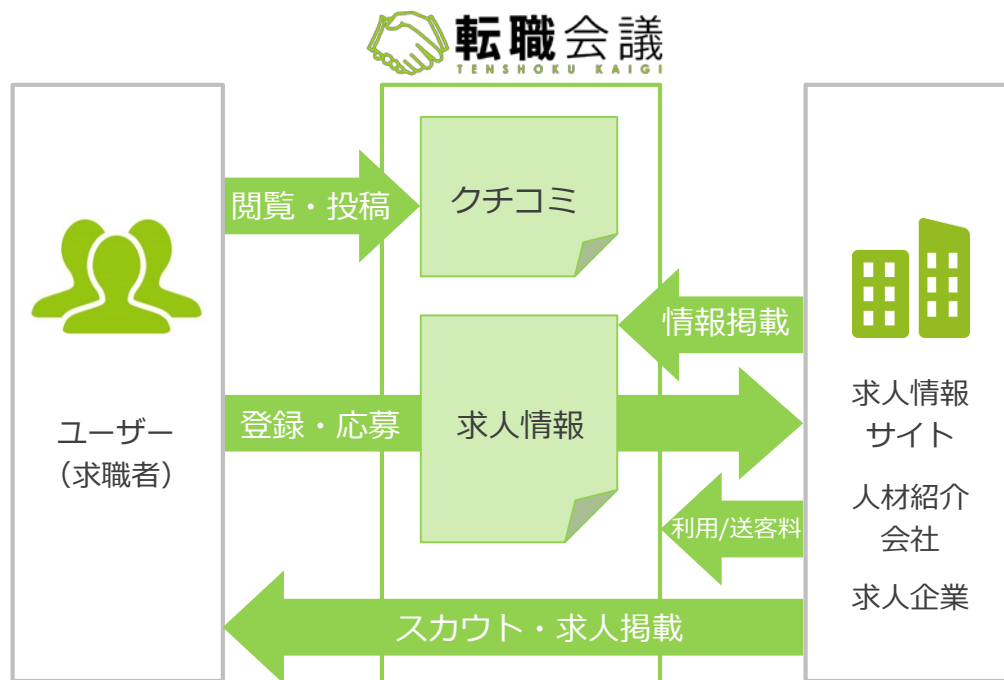 転職会議
TENSHOKU KAIGI
閲覧・投稿
クチコミ
情報掲載
ユーザー
（求職者）
登録・応募
求人情報
求人情報
サイト
人材紹介
会社
求人企業
利用/送客料
スカウト・求人掲載